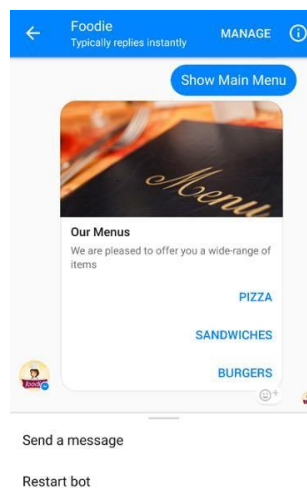 Foodie
Typically replies instantly
MANAGE
Show Main Menu
Menu
Our Menus
We are pleased to offer you a wide-range of
items
PIZZA
SANDWICHES
BURGERS
foodie
Send a message
Restart bot